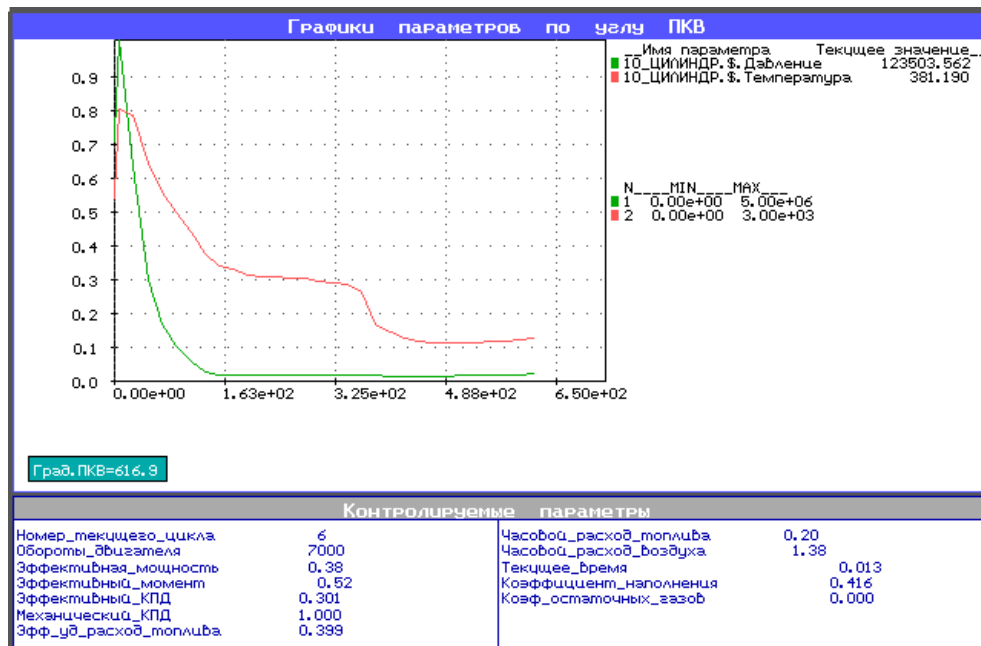 Графики параметров по углу ПКВ
__Имя параметра Текущее значение_
10_ЦИЛИНДР.$.Давление 123503.562
10_ЦИЛИНДР.$.Температура 381.190
N____MIN____MAX___
1 0.00e+00 5.00e+06
2 0.00e+00 3.00e+03
0.9
0.8
0.7
0.6
0.5
0.4
0.3
0.2
0.1
0.0
0.00e+00 1.63e+02 3.25e+02 4.88e+02 6.50e+02
Град.ПКВ=616.9
Контролируемые параметры
Номер_текущего_цикла 6
Обороты_двигателя 7000
Эффективная_мощность 0.38
Эффективный_момент 0.52
Эффективный_КПД 0.301
Механический_КПД 1.000
Эфф_уд_расход_топлива 0.399
Часовой_расход_топлива 0.20
Часовой_расход_воздуха 1.38
Текущее_время 0.013
Коэффициент_наполнения 0.416
Коэф_остаточных_газов 0.000